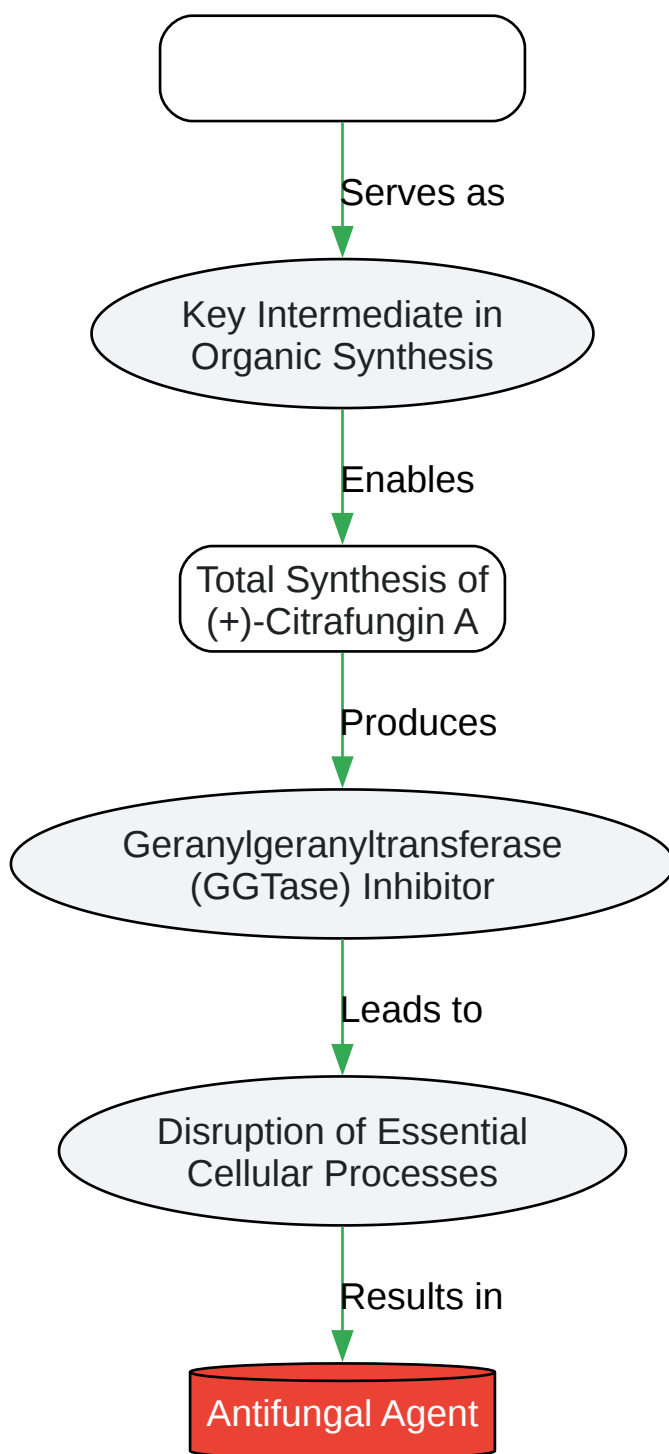 Serves as
Key Intermediate in
Organic Synthesis
Enables
Total Synthesis of
(+)-Citrafungin A
Produces
Geranylgeranyltransferase
(GGTase) Inhibitor
Leads to
Disruption of Essential
Cellular Processes
Results in
Antifungal Agent